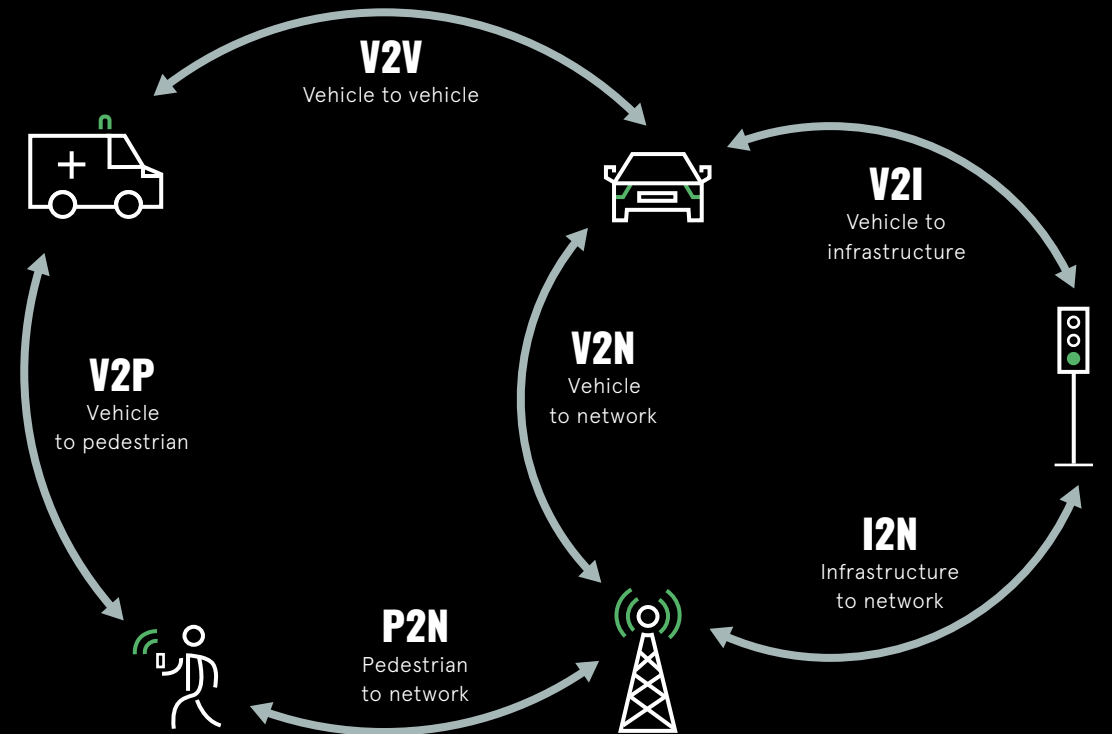 V2V
Vehicle to vehicle
V2I
Vehicle to
infrastructure
V2N
Vehicle
to network
V2P
Vehicle
to pedestrian
I2N
Infrastructure
to network
P2N
Pedestrian
to network